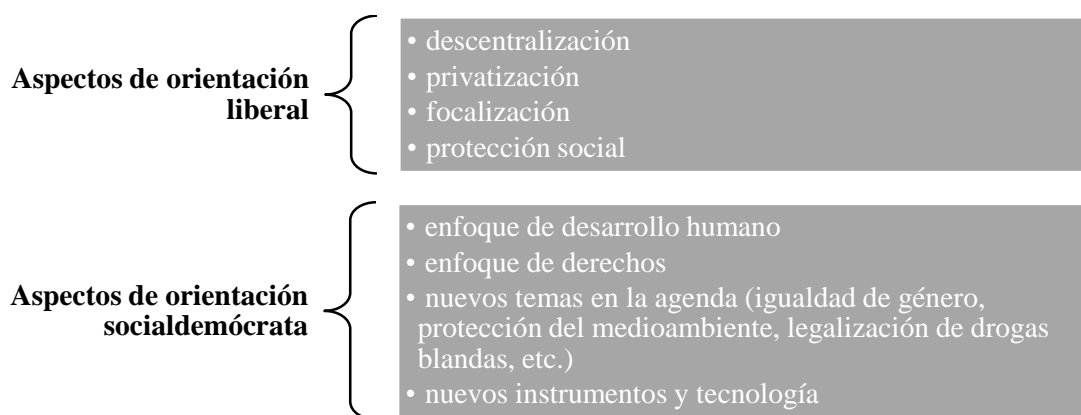 Aspectos de orientación
liberal
• descentralización
• privatización
• focalización
• protección social
Aspectos de orientación
socialdemócrata
• enfoque de desarrollo humano
• enfoque de derechos
• nuevos temas en la agenda (igualdad de género,
protección del medioambiente, legalización de drogas
blandas, etc.)
• nuevos instrumentos y tecnología